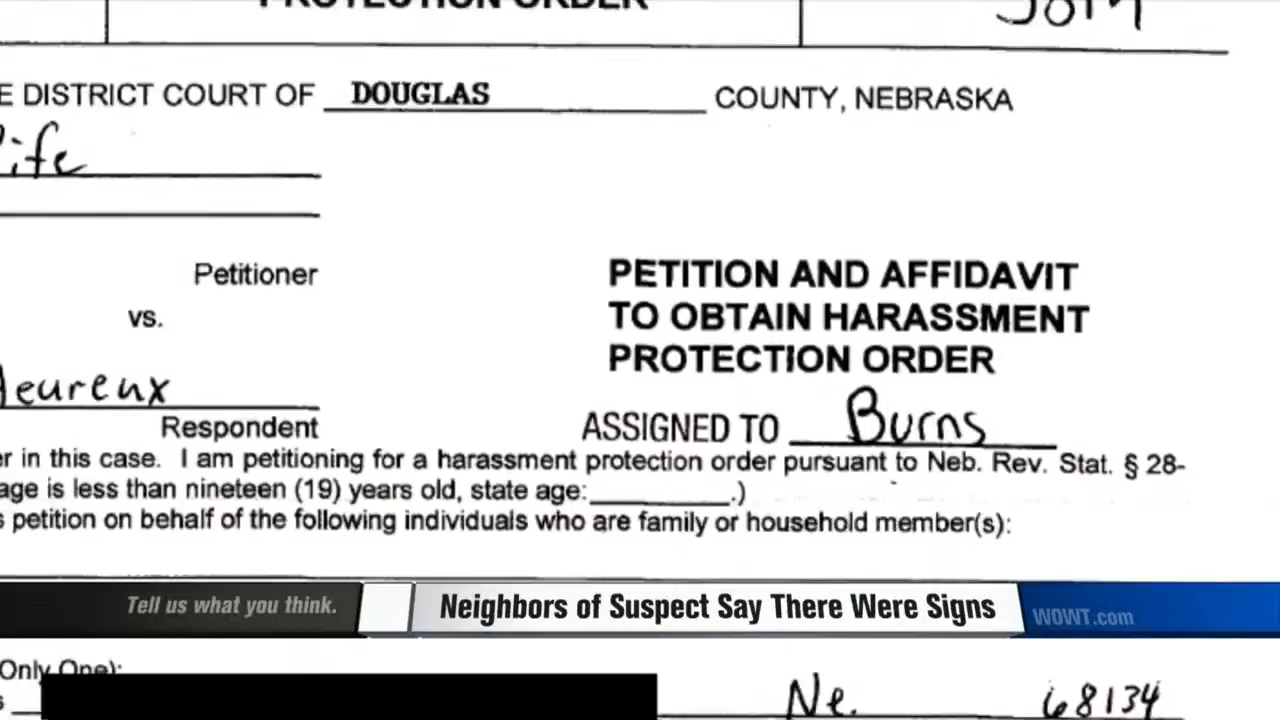 PROTECTION ORDER
E DISTRICT COURT OF DOUGLAS COUNTY, NEBRASKA
ife
Petitioner
vs.
PETITION AND AFFIDAVIT
TO OBTAIN HARASSMENT
PROTECTION ORDER
eureux
Respondent
ASSIGNED TO Burns
er in this case. I am petitioning for a harassment protection order pursuant to Neb. Rev. Stat. § 28-
age is less than nineteen (19) years old, state age:________.)
s petition on behalf of the following individuals who are family or household member(s):
Tell us what you think.
Neighbors of Suspect Say There Were Signs
WOWT.com
Only One):
s
Ne. 68134